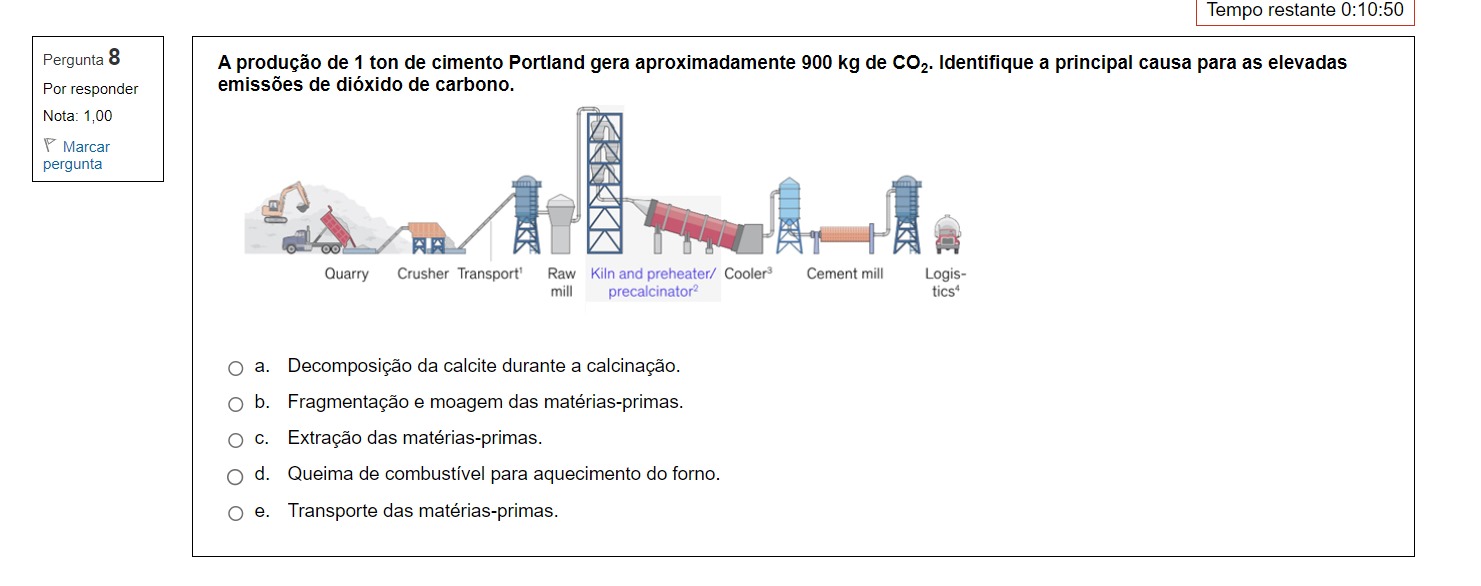 Tempo restante 0:10:50
Pergunta 8
Por responder
Nota: 1,00
Marcar
pergunta
A produção de 1 ton de cimento Portland gera aproximadamente 900 kg de CO₂. Identifique a principal causa para as elevadas
emissões de dióxido de carbono.
Quarry Crusher Transport¹ Raw Kiln and preheater/ Cooler³ Cement mill Logis-
mill precalcinator² tics⁴
a. Decomposição da calcite durante a calcinação.
b. Fragmentação e moagem das matérias-primas.
c. Extração das matérias-primas.
d. Queima de combustível para aquecimento do forno.
e. Transporte das matérias-primas.